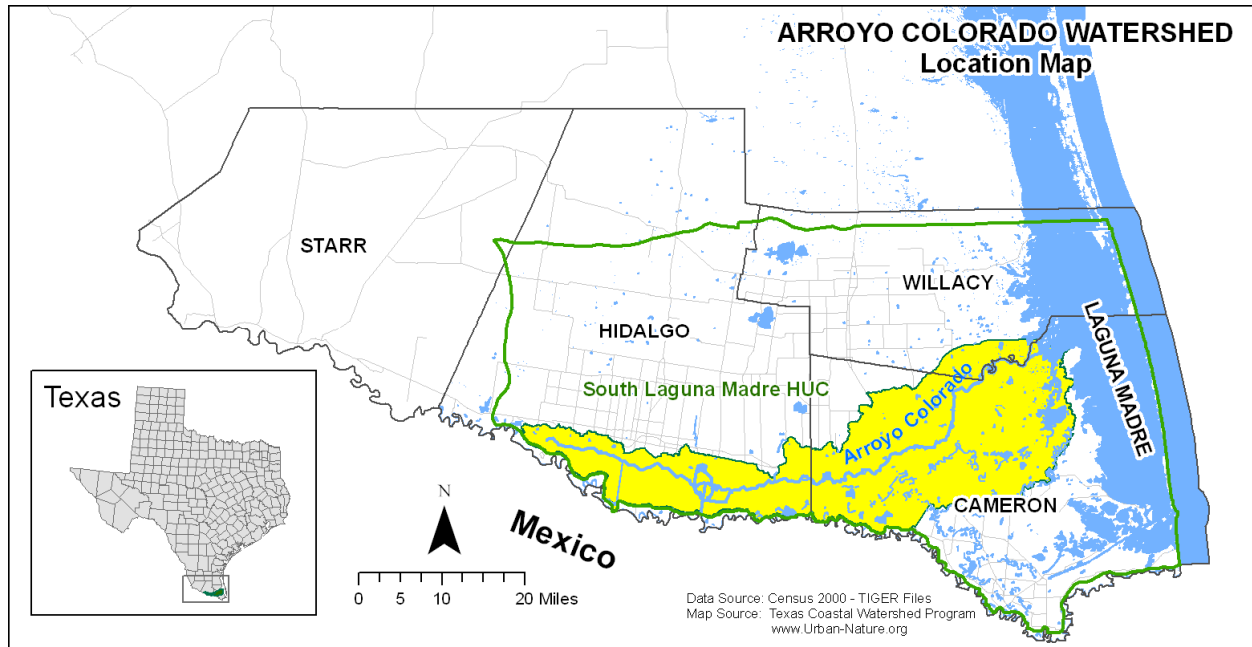 ARROYO COLORADO WATERSHED
Location Map
STARR
WILLACY
HIDALGO
LAGUNA MADRE
South Laguna Madre HUC
Arroyo Colorado
CAMERON
Texas
N
Mexico
0 5 10 20 Miles
Data Source: Census 2000 - TIGER Files
Map Source: Texas Coastal Watershed Program
www.Urban-Nature.org